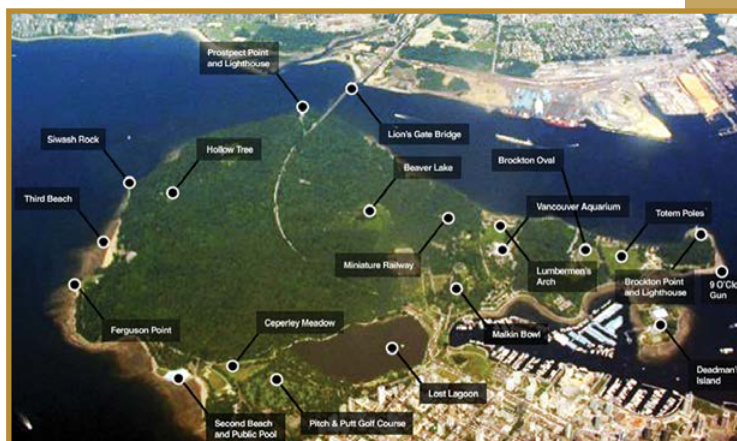 Prostpect Point
and Lighthouse
Lion's Gate Bridge
Siwash Rock
Hollow Tree
Beaver Lake
Brockton Oval
Vancouver Aquarium
Third Beach
Totem Poles
Miniature Railway
Lumbermen's
Arch
Brockton Point
and Lighthouse
9 O'Clo
Gun
Ferguson Point
Ceperley Meadow
Malkin Bowl
Deadman'
Island
Lost Lagoon
Second Beach
and Public Pool
Pitch & Putt Golf Course